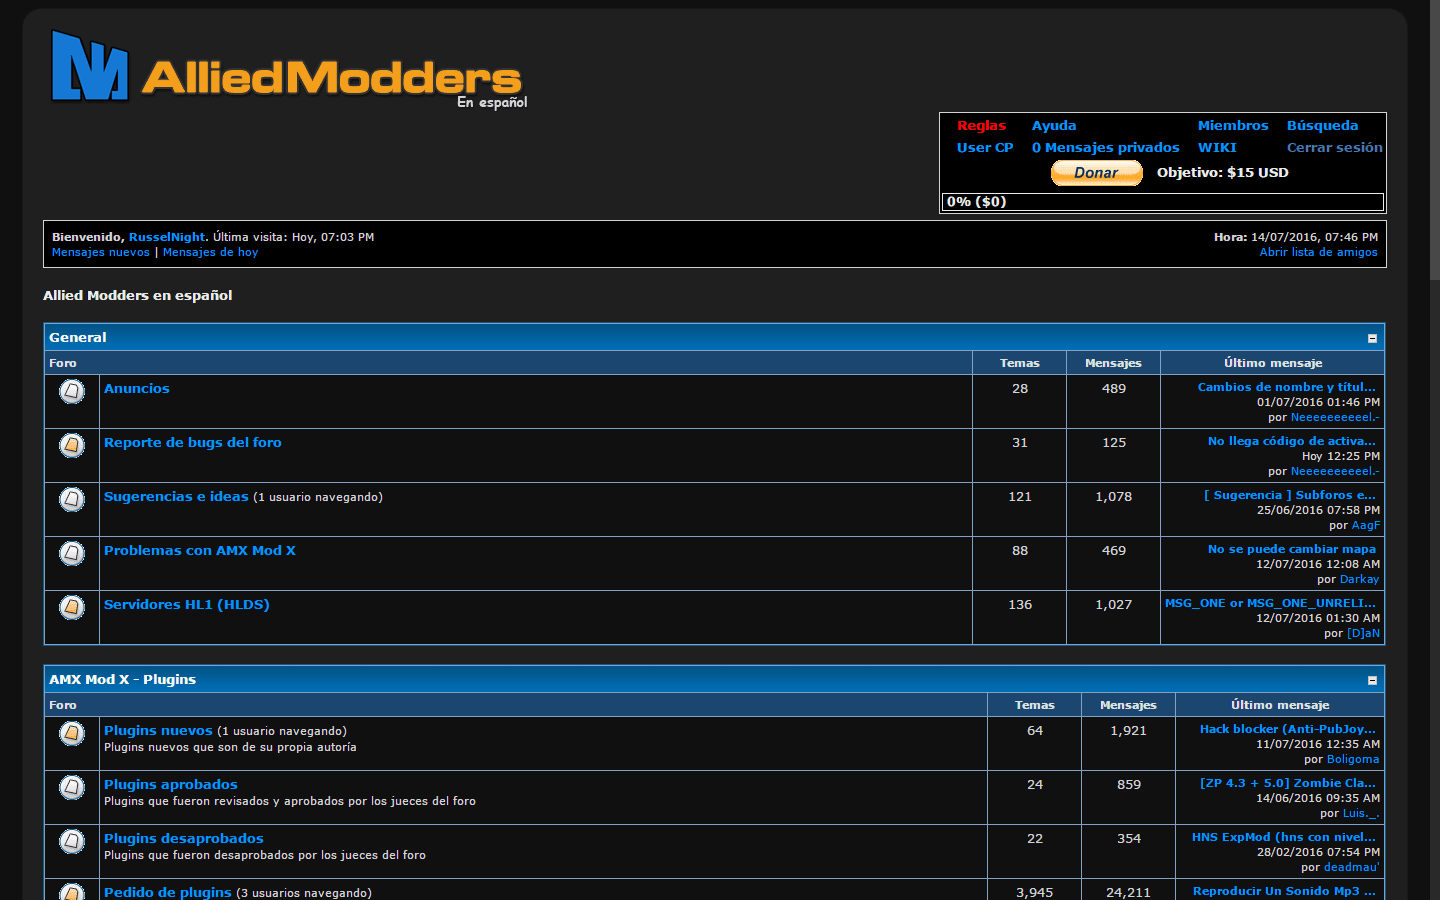 AlliedModders
En español
Reglas Ayuda Miembros Búsqueda
User CP 0 Mensajes privados WIKI Cerrar sesión
Donar Objetivo: $15 USD
0% ($0)
Bienvenido, RusselNight. Última visita: Hoy, 07:03 PM
Mensajes nuevos | Mensajes de hoy
Hora: 14/07/2016, 07:46 PM
Abrir lista de amigos
Allied Modders en español
General
Foro Temas Mensajes Último mensaje
Anuncios 28 489 Cambios de nombre y títul...
01/07/2016 01:46 PM
por Neeeeeeeeeel.-
Reporte de bugs del foro 31 125 No llega código de activa...
Hoy 12:25 PM
por Neeeeeeeeeel.-
Sugerencias e ideas (1 usuario navegando) 121 1,078 [ Sugerencia ] Subforos e...
25/06/2016 07:58 PM
por AagF
Problemas con AMX Mod X 88 469 No se puede cambiar mapa
12/07/2016 12:08 AM
por Darkay
Servidores HL1 (HLDS) 136 1,027 MSG_ONE or MSG_ONE_UNRELI...
12/07/2016 01:30 AM
por [D]aN
AMX Mod X - Plugins
Foro Temas Mensajes Último mensaje
Plugins nuevos (1 usuario navegando) 64 1,921 Hack blocker (Anti-PubJoy...
Plugins nuevos que son de su propia autoría
11/07/2016 12:35 AM
por Boligoma
Plugins aprobados 24 859 [ZP 4.3 + 5.0] Zombie Cla...
Plugins que fueron revisados y aprobados por los jueces del foro
14/06/2016 09:35 AM
por Luis._.
Plugins desaprobados 22 354 HNS ExpMod (hns con nivel...
Plugins que fueron desaprobados por los jueces del foro
28/02/2016 07:54 PM
por deadmau'
Pedido de plugins (3 usuarios navegando) 3,945 24,211 Reproducir Un Sonido Mp3 ...